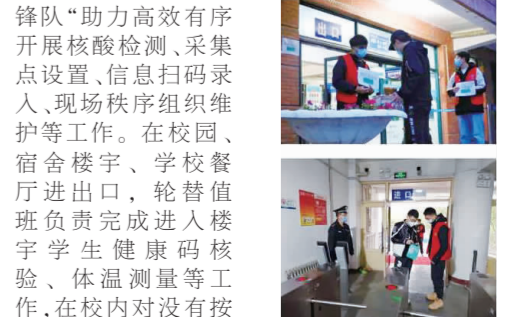 锋队“助力高效有序
开展核酸检测、采集
点设置、信息扫码录
入、现场秩序组织维
护等工作。在校园、
宿舍楼宇、学校餐
厅进出口，轮替值
班负责完成进入楼
宇学生健康码核
验、体温测量等工
作,在校内对没有按
出口
进口